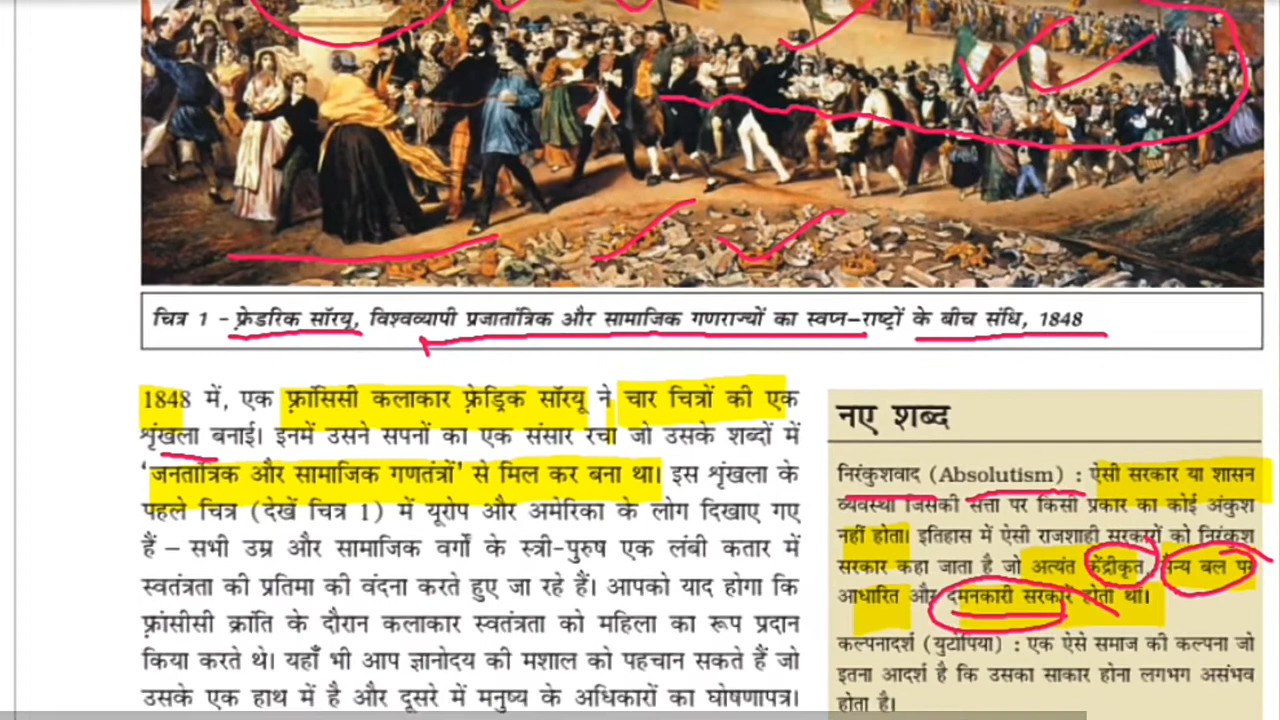 चित्र 1 - फ़्रेडरिक सॉरयू, विश्वव्यापी प्रजातांत्रिक और सामाजिक गणराज्यों का स्वप्न–राष्ट्रों के बीच संधि, 1848
1848 में, एक फ़्रांसिसी कलाकार फ़्रेड्रिक सॉरयू ने चार चित्रों की एक
शृंखला बनाई। इनमें उसने सपनों का एक संसार रचा जो उसके शब्दों में
‘जनतांत्रिक और सामाजिक गणतंत्रों’ से मिल कर बना था। इस शृंखला के
पहले चित्र (देखें चित्र 1) में यूरोप और अमेरिका के लोग दिखाए गए
हैं – सभी उम्र और सामाजिक वर्गों के स्त्री-पुरुष एक लंबी कतार में
स्वतंत्रता की प्रतिमा की वंदना करते हुए जा रहे हैं। आपको याद होगा कि
फ़्रांसीसी क्रांति के दौरान कलाकार स्वतंत्रता को महिला का रूप प्रदान
किया करते थे। यहाँ भी आप ज्ञानोदय की मशाल को पहचान सकते हैं जो
उसके एक हाथ में है और दूसरे में मनुष्य के अधिकारों का घोषणापत्र।
नए शब्द
निरंकुशवाद (Absolutism) : ऐसी सरकार या शासन
व्यवस्था जिसकी सत्ता पर किसी प्रकार का कोई अंकुश
नहीं होता। इतिहास में ऐसी राजशाही सरकारों को निरंकुश
सरकार कहा जाता है जो अत्यंत केंद्रीकृत, सैन्य बल पर
आधारित और दमनकारी सरकारें होती थीं।
कल्पनादर्श (युटोपिया) : एक ऐसे समाज की कल्पना जो
इतना आदर्श है कि उसका साकार होना लगभग असंभव
होता है।